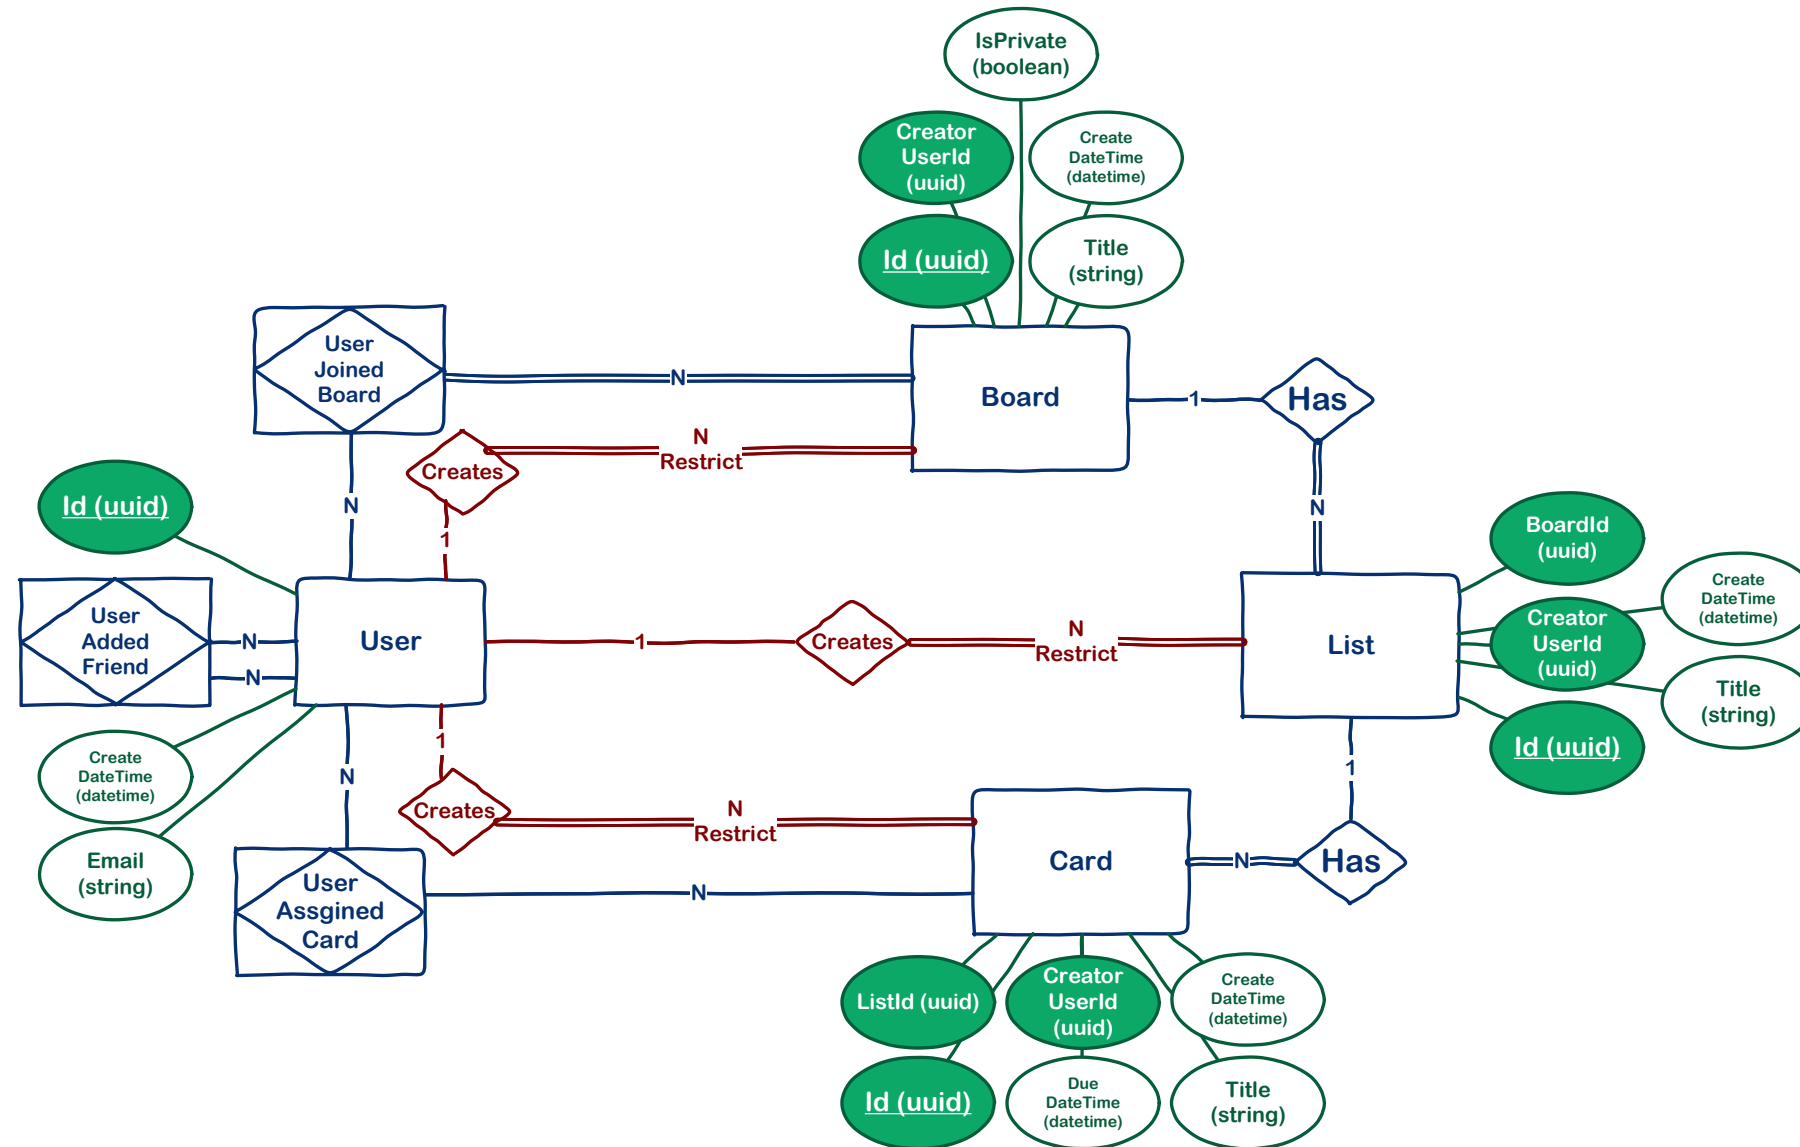 IsPrivate
(boolean)
Creator
UserId
(uuid)
Create
DateTime
(datetime)
Id (uuid)
Title
(string)
User
Joined
Board
N
Board
1
Has
N
Restrict
Creates
1
N
N
Id (uuid)
BoardId
(uuid)
Create
DateTime
(datetime)
User
Added
Friend
N
N
User
1
Creates
N
Restrict
List
Creator
UserId
(uuid)
Title
(string)
Id (uuid)
Create
DateTime
(datetime)
Email
(string)
1
N
Creates
N
Restrict
1
Card
N
Has
User
Assgined
Card
N
ListId (uuid)
Creator
UserId
(uuid)
Create
DateTime
(datetime)
Id (uuid)
Due
DateTime
(datetime)
Title
(string)